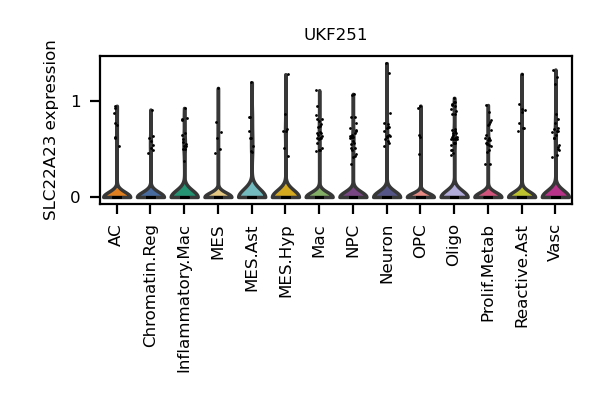 UKF251
SLC22A23 expression
1
0
AC
Chromatin.Reg
Inflammatory.Mac
MES
MES.Ast
MES.Hyp
Mac
NPC
Neuron
OPC
Oligo
Prolif.Metab
Reactive.Ast
Vasc